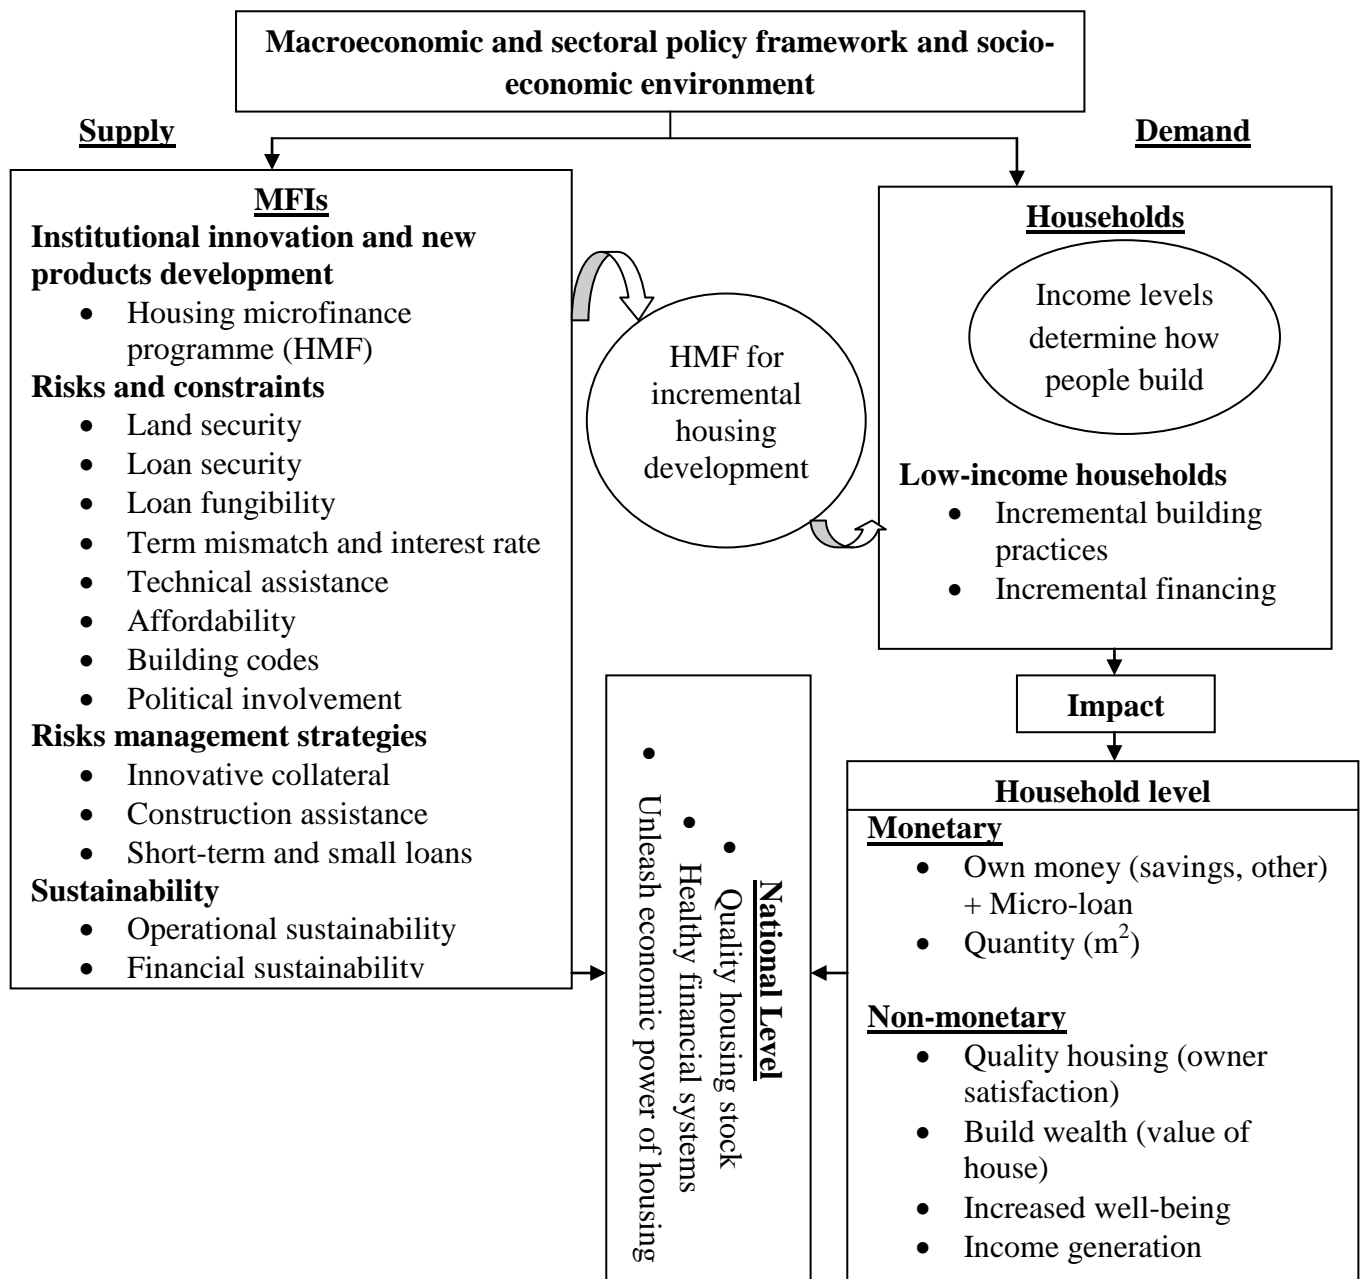 Macroeconomic and sectoral policy framework and socio-
economic environment
Supply
Demand
MFIs
Institutional innovation and new
products development
• Housing microfinance
programme (HMF)
Risks and constraints
• Land security
• Loan security
• Loan fungibility
• Term mismatch and interest rate
• Technical assistance
• Affordability
• Building codes
• Political involvement
Risks management strategies
• Innovative collateral
• Construction assistance
• Short-term and small loans
Sustainability
• Operational sustainability
• Financial sustainability
HMF for
incremental
housing
development
Households
Income levels
determine how
people build
Low-income households
• Incremental building
practices
• Incremental financing
Impact
Household level
Monetary
• Own money (savings, other)
+ Micro-loan
• Quantity (m²)
Non-monetary
• Quality housing (owner
satisfaction)
• Build wealth (value of
house)
• Increased well-being
• Income generation
National Level
• Quality housing stock
• Healthy financial systems
• Unleash economic power of housing